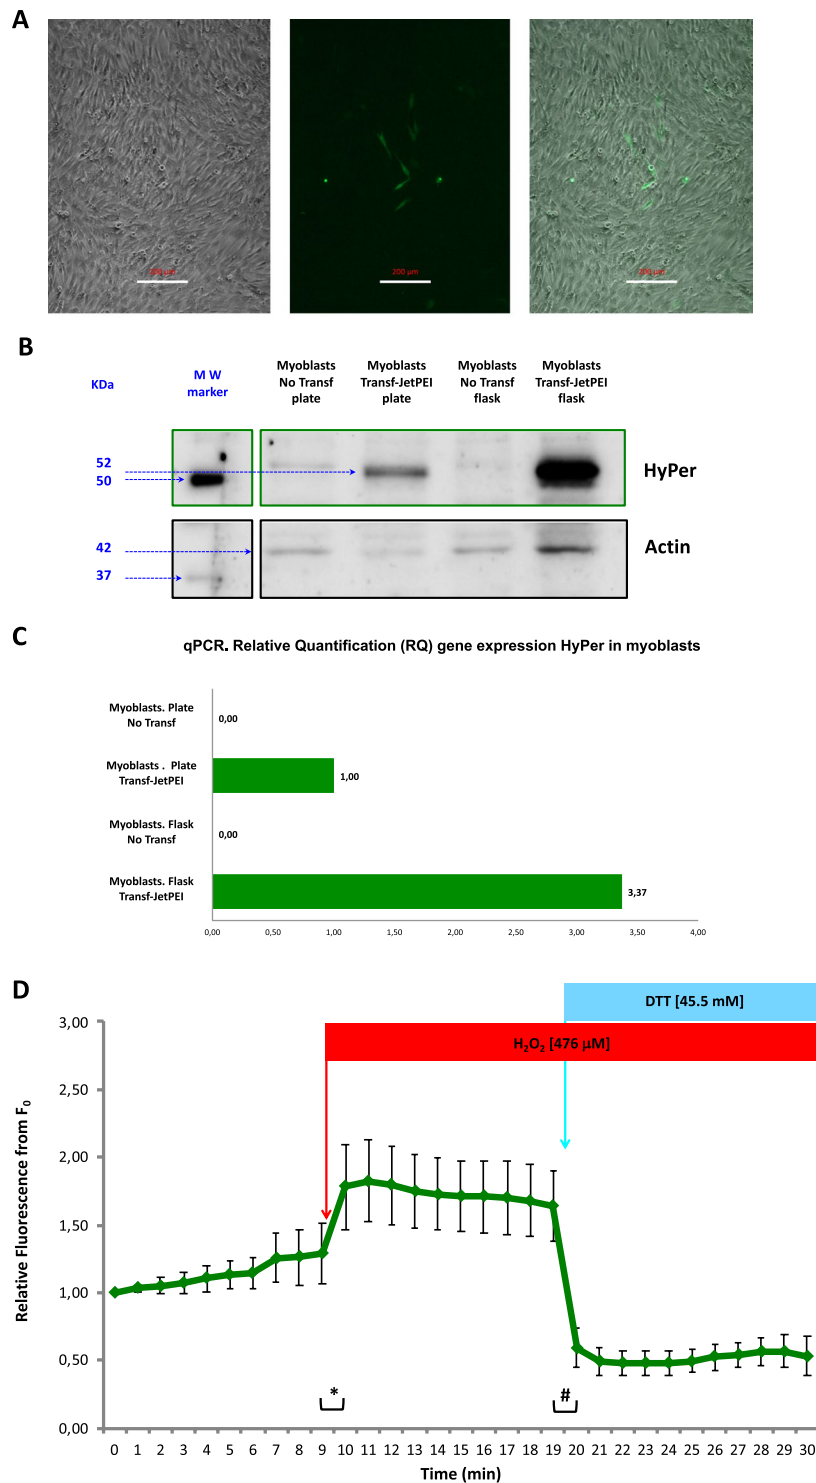 A
200 µm
200 µm
200 µm
B
KDa
M W
marker
Myoblasts
No Transf
plate
Myoblasts
Transf-JetPEI
plate
Myoblasts
No Transf
flask
Myoblasts
Transf-JetPEI
flask
52
50
HyPer
42
37
Actin
C
qPCR. Relative Quantification (RQ) gene expression HyPer in myoblasts
Myoblasts. Plate
No Transf
0,00
Myoblasts . Plate
Transf-JetPEI
1,00
Myoblasts. Flask
No Transf
0,00
Myoblasts. Flask
Transf-JetPEI
3,37
0,00 0,50 1,00 1,50 2,00 2,50 3,00 3,50 4,00
D
DTT [45.5 mM]
H₂O₂ [476 µM]
Relative Fluorescence from F₀
3,00
2,50
2,00
1,50
1,00
0,50
0,00
* #
0 1 2 3 4 5 6 7 8 9 10 11 12 13 14 15 16 17 18 19 20 21 22 23 24 25 26 27 28 29 30
Time (min)